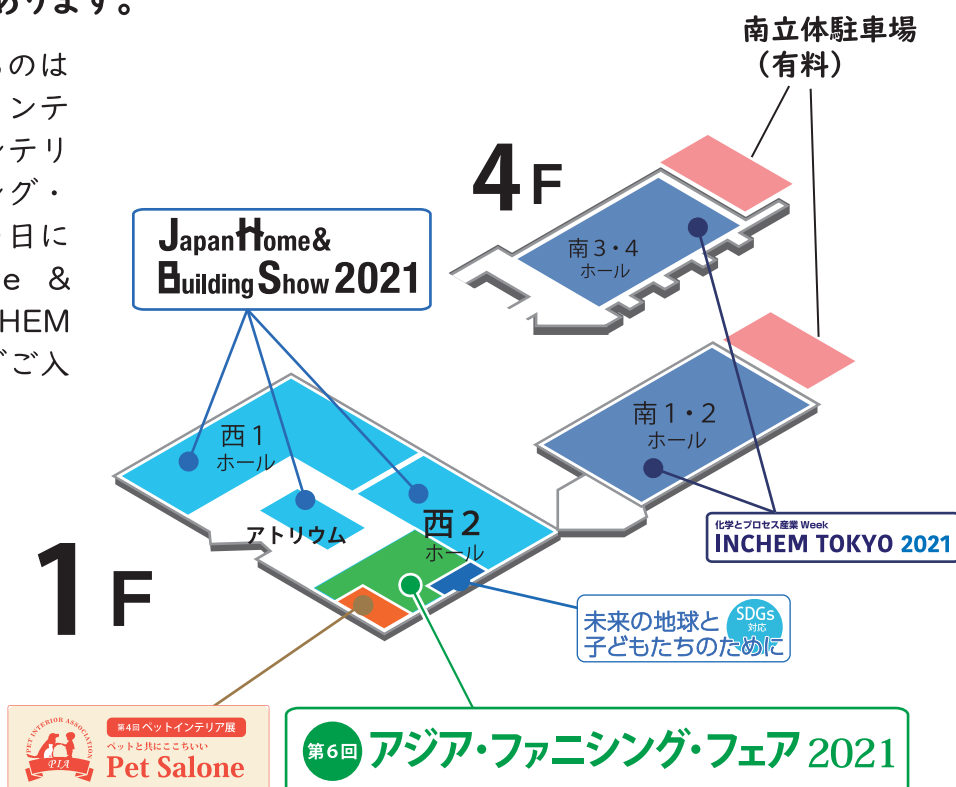 あります。
ものは
ンテ
ンテリ
ング・
日に
e &
CHEM
ご入
南立体駐車場
（有料）
4F
南3・4
ホール
Japan Home&
Building Show 2021
南1・2
ホール
西1
ホール
アトリウム
西2
ホール
1F
化学とプロセス産業 Week
INCHEM TOKYO 2021
未来の地球と
子どもたちのために
SDGs
対応
PET INTERIOR ASSOCIATION
PIA
第4回 ペットインテリア展
ペットと共にここちいい
Pet Salone
第6回 アジア・ファニシング・フェア 2021